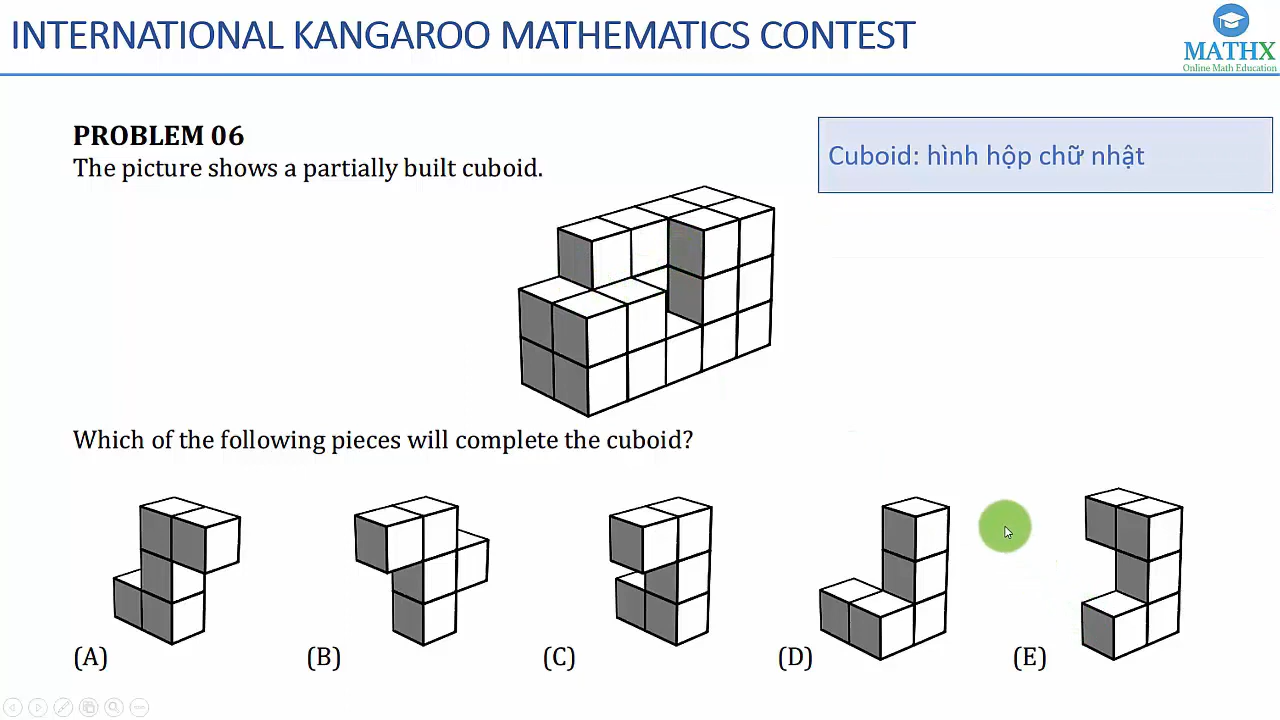 INTERNATIONAL KANGAROO MATHEMATICS CONTEST
MATHX
Online Math Education
PROBLEM 06
The picture shows a partially built cuboid.
Cuboid: hình hộp chữ nhật
Which of the following pieces will complete the cuboid?
(A) (B) (C) (D) (E)